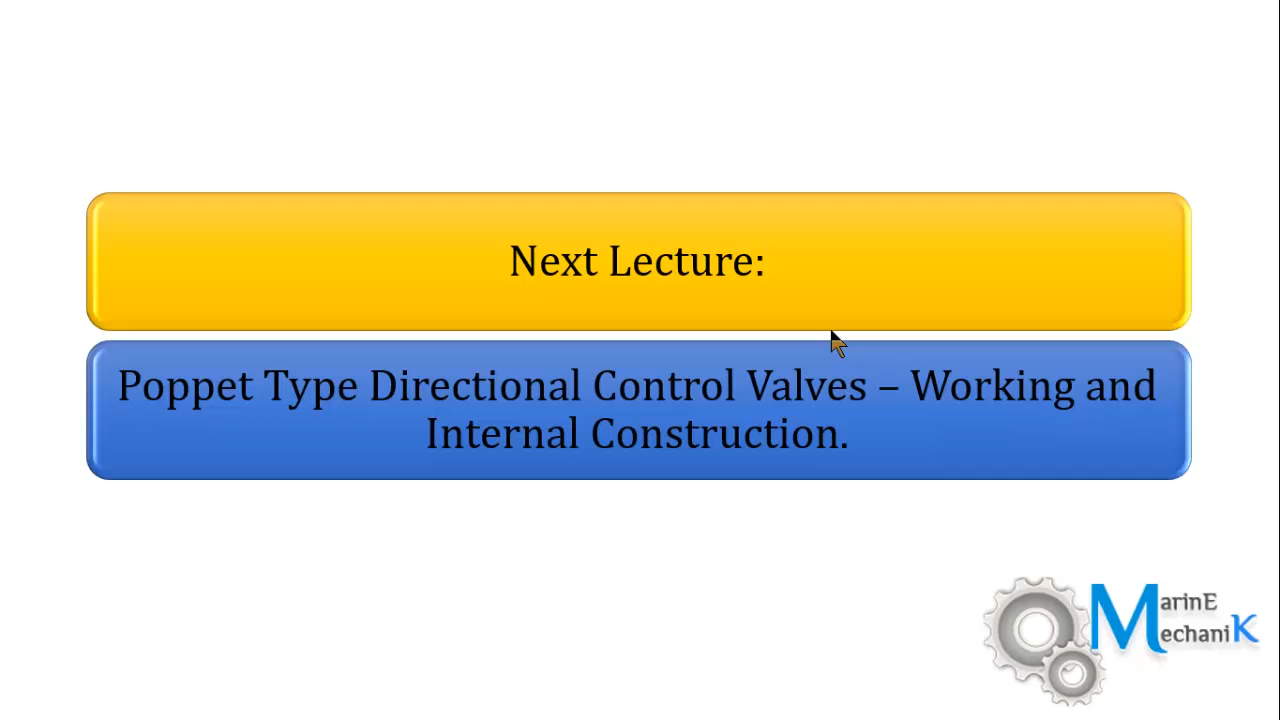 Next Lecture:
Poppet Type Directional Control Valves – Working and
Internal Construction.
MarinE
MechaniK